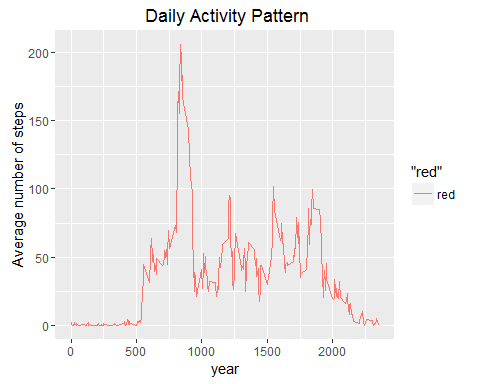 Daily Activity Pattern
Average number of steps
200
150
100
50
0
0 500 1000 1500 2000
year
"red"
red